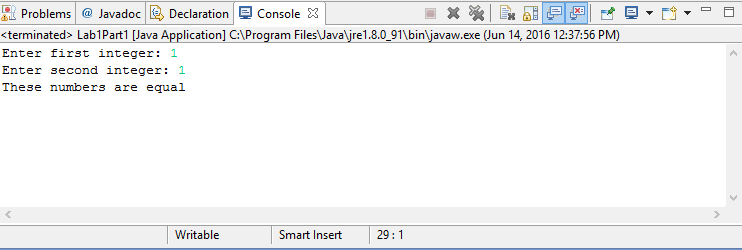 Problems @ Javadoc Declaration Console
<terminated> Lab1Part1 [Java Application] C:\Program Files\Java\jre1.8.0_91\bin\javaw.exe (Jun 14, 2016 12:37:56 PM)
Enter first integer: 1
Enter second integer: 1
These numbers are equal
Writable Smart Insert 29 : 1